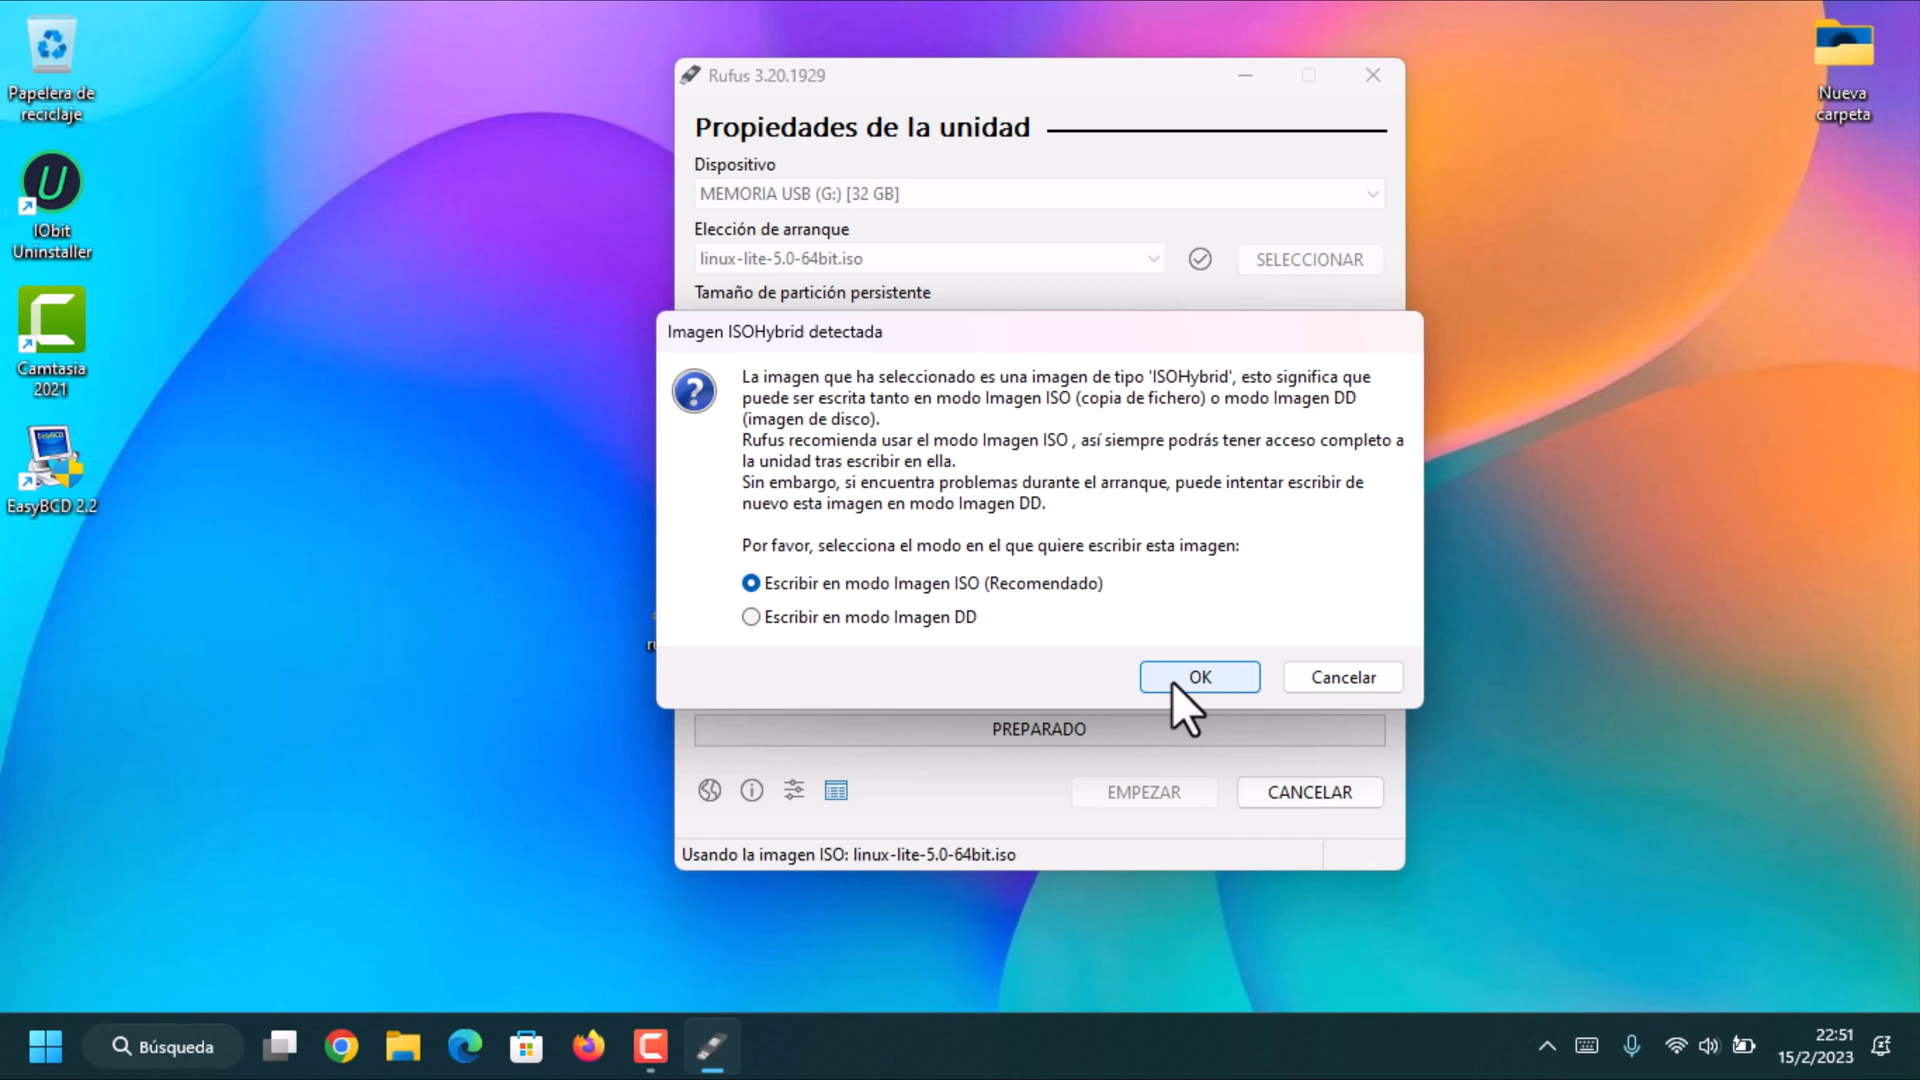 Papelera de
reciclaje
IObit
Uninstaller
Camtasia
2021
EasyBCD
EasyBCD 2.2
Nueva
carpeta
Rufus 3.20.1929
Propiedades de la unidad
Dispositivo
MEMORIA USB (G:) [32 GB]
Elección de arranque
linux-lite-5.0-64bit.iso
SELECCIONAR
Tamaño de partición persistente
Imagen ISOHybrid detectada
La imagen que ha seleccionado es una imagen de tipo 'ISOHybrid', esto significa que
puede ser escrita tanto en modo Imagen ISO (copia de fichero) o modo Imagen DD
(imagen de disco).
Rufus recomienda usar el modo Imagen ISO , así siempre podrás tener acceso completo a
la unidad tras escribir en ella.
Sin embargo, si encuentra problemas durante el arranque, puede intentar escribir de
nuevo esta imagen en modo Imagen DD.
Por favor, selecciona el modo en el que quiere escribir esta imagen:
Escribir en modo Imagen ISO (Recomendado)
Escribir en modo Imagen DD
OK
Cancelar
PREPARADO
EMPEZAR
CANCELAR
Usando la imagen ISO: linux-lite-5.0-64bit.iso
Búsqueda
22:51
15/2/2023